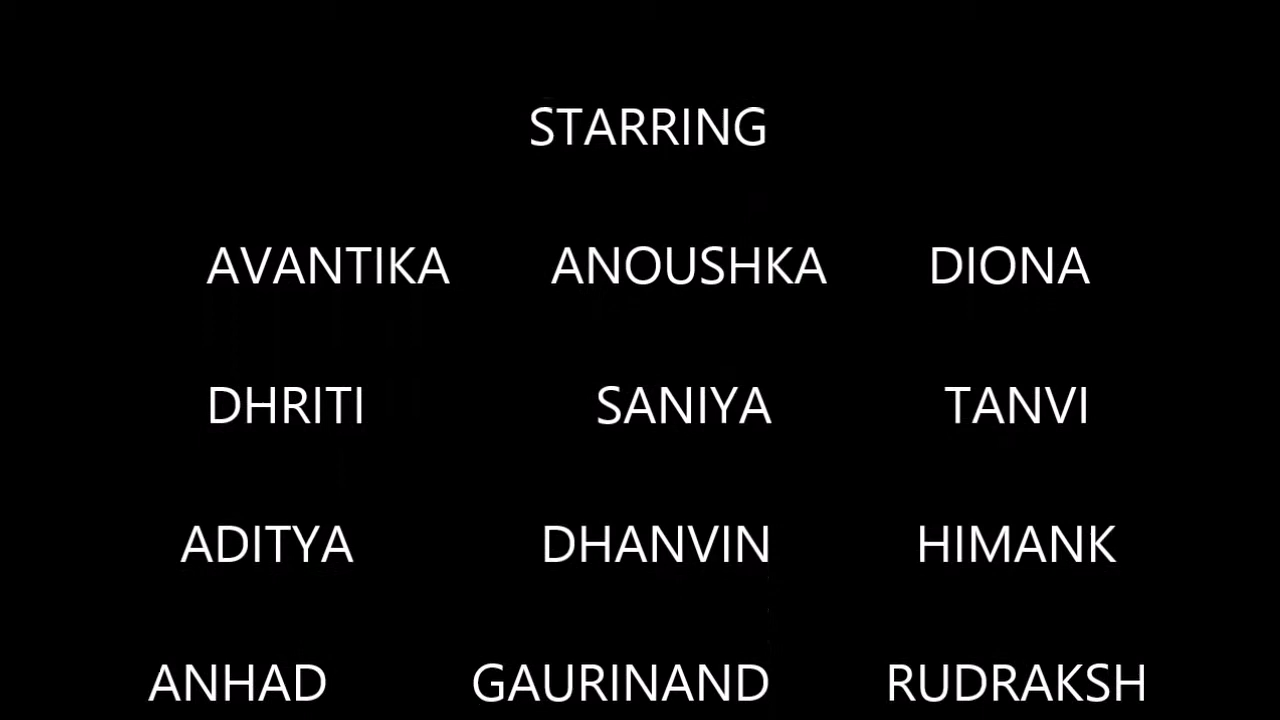 STARRING
AVANTIKA ANOUSHKA DIONA
DHRITI SANIYA TANVI
ADITYA DHANVIN HIMANK
ANHAD GAURINAND RUDRAKSH